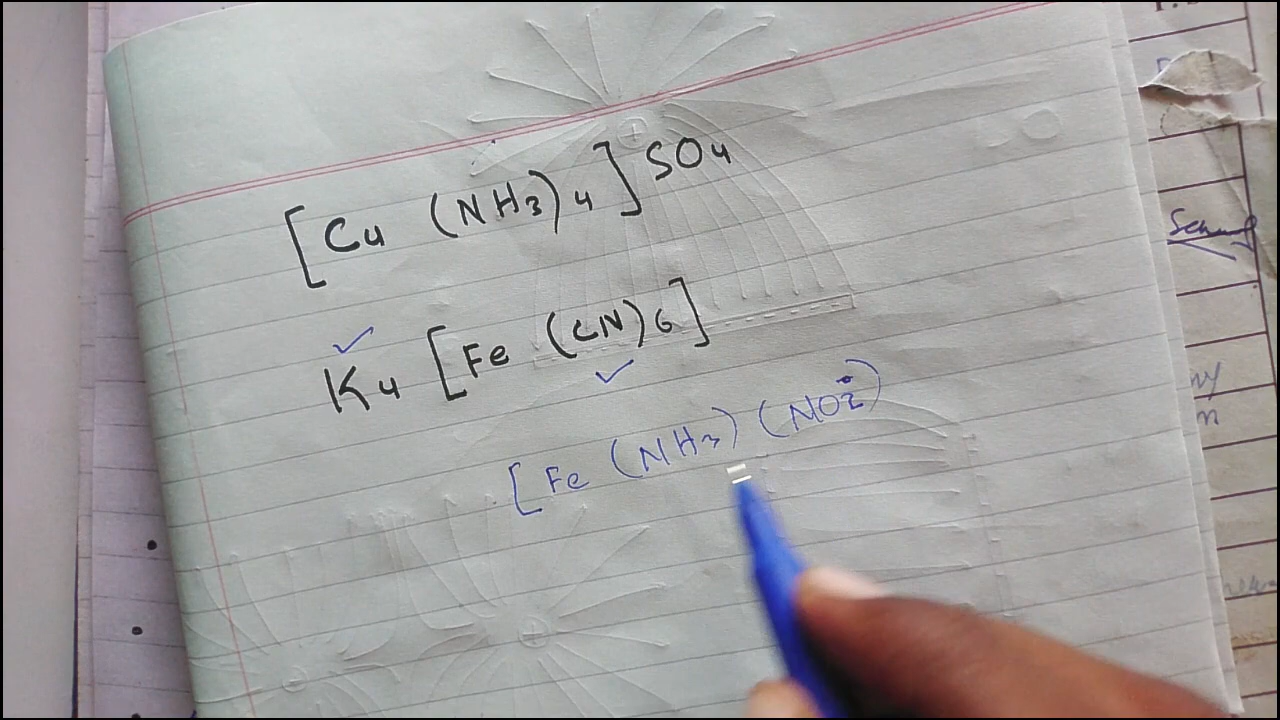 [Cu (NH3)4]SO4
K4 [Fe (CN)6]
[Fe (NH3) (NO2-)